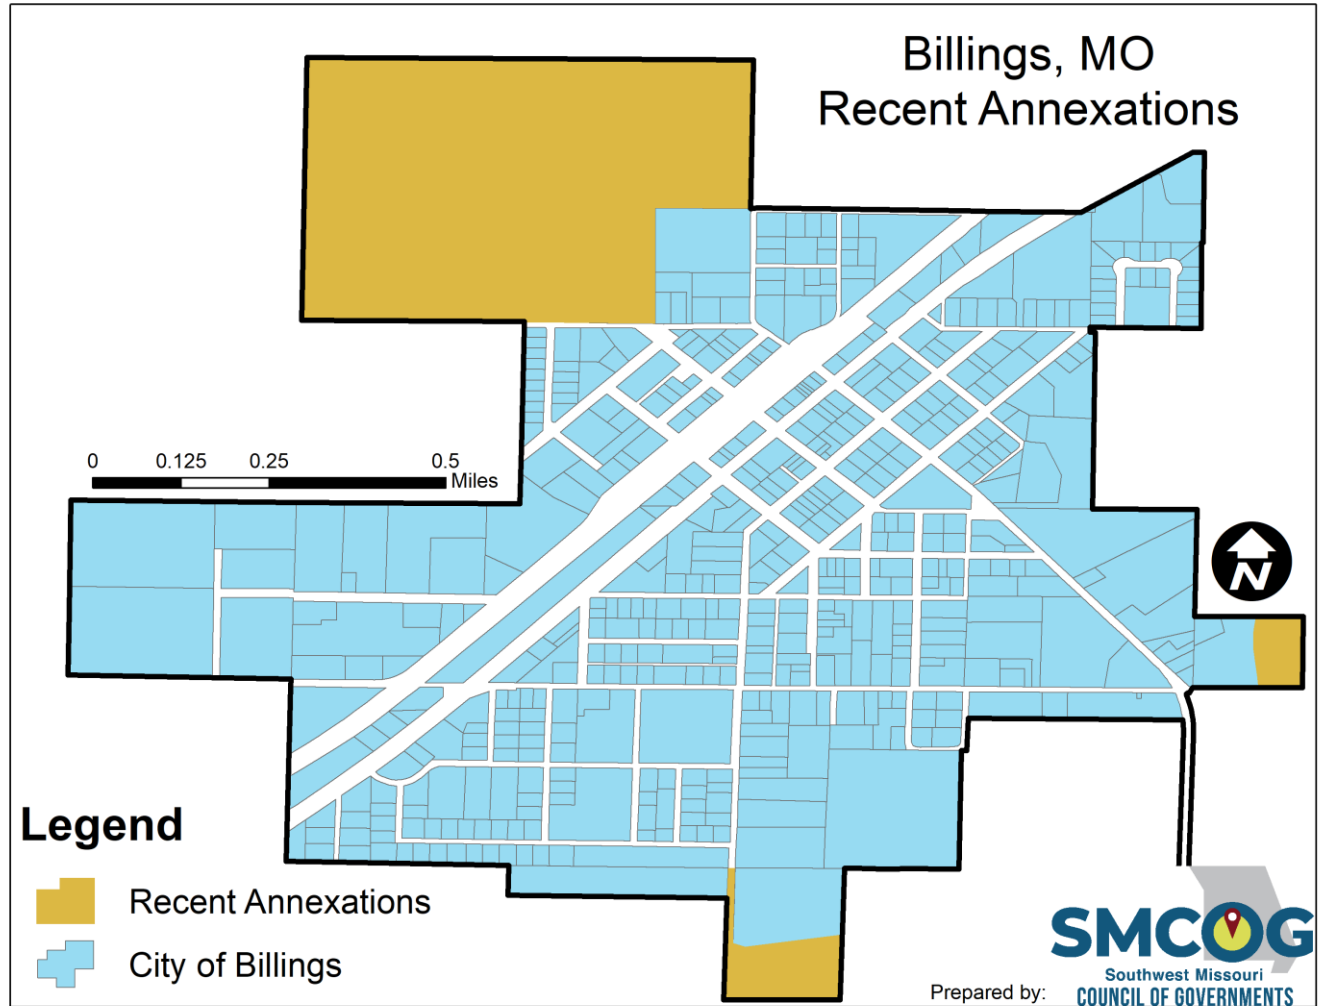 Billings, MO
Recent Annexations
0 0.125 0.25 0.5
Miles
N
Legend
Recent Annexations
City of Billings
Prepared by:
SMCOG
Southwest Missouri
COUNCIL OF GOVERNMENTS